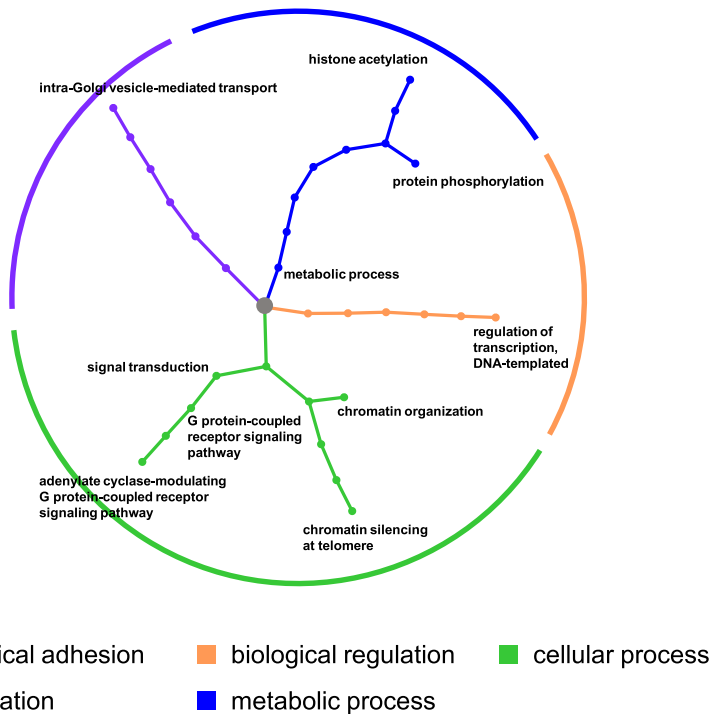 histone acetylation
intra-Golgi vesicle-mediated transport
protein phosphorylation
metabolic process
regulation of
transcription,
DNA-templated
signal transduction
chromatin organization
G protein-coupled
receptor signaling
pathway
adenylate cyclase-modulating
G protein-coupled receptor
signaling pathway
chromatin silencing
at telomere
ical adhesion
biological regulation
cellular process
ation
metabolic process